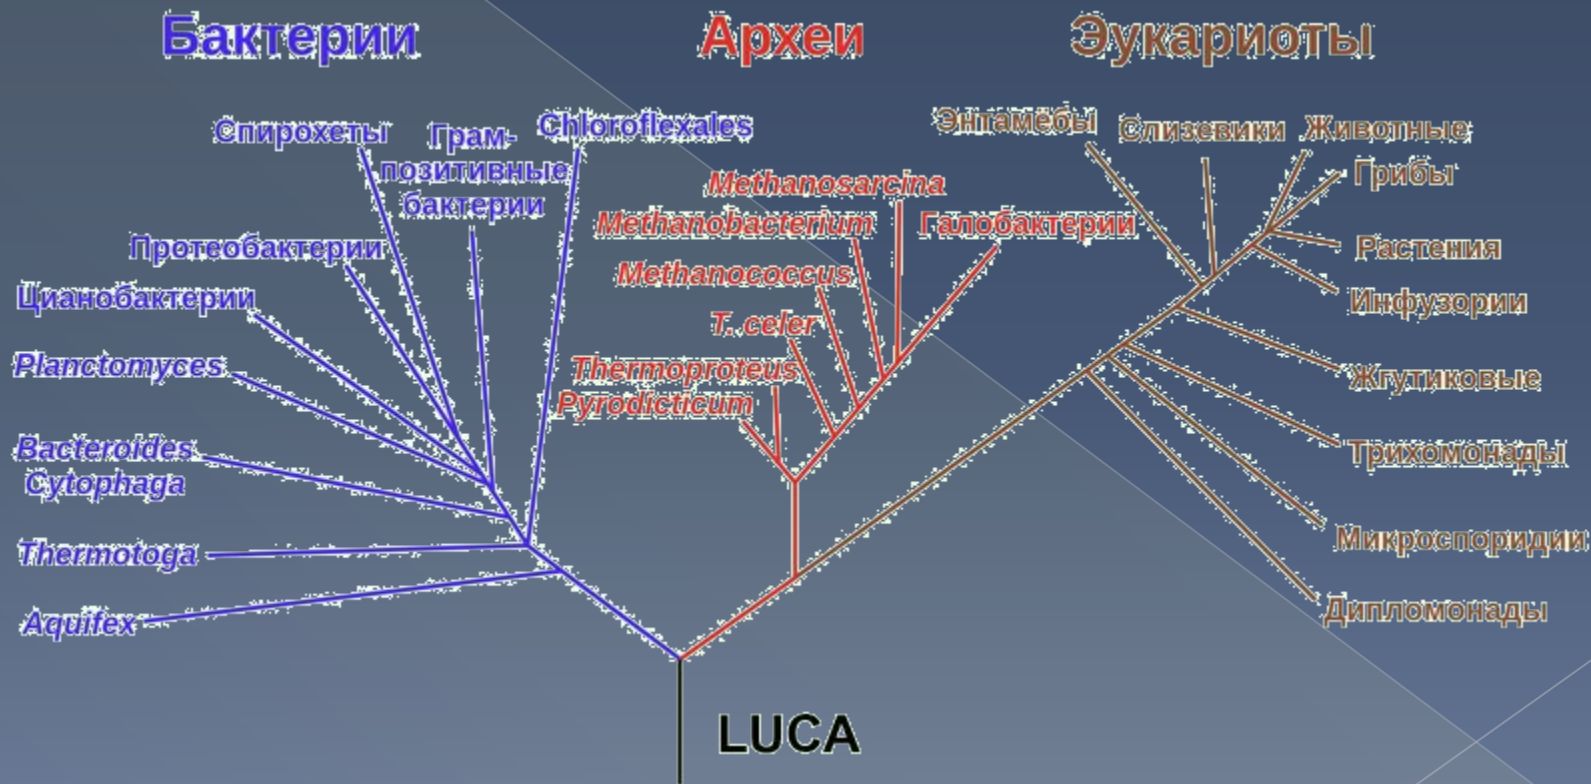 Бактерии
Археи
Эукариоты
Спирохеты
Грам-
позитивные
бактерии
Chloroflexales
Протеобактерии
Цианобактерии
Planctomyces
Bacteroides
Cytophaga
Thermotoga
Aquifex
Methanosarcina
Methanobacterium
Галобактерии
Methanococcus
T. celer
Thermoproteus
Pyrodicticum
Энтамебы
Слизевики
Животные
Грибы
Растения
Инфузории
Жгутиковые
Трихомонады
Микроспоридии
Дипломонады
LUCA